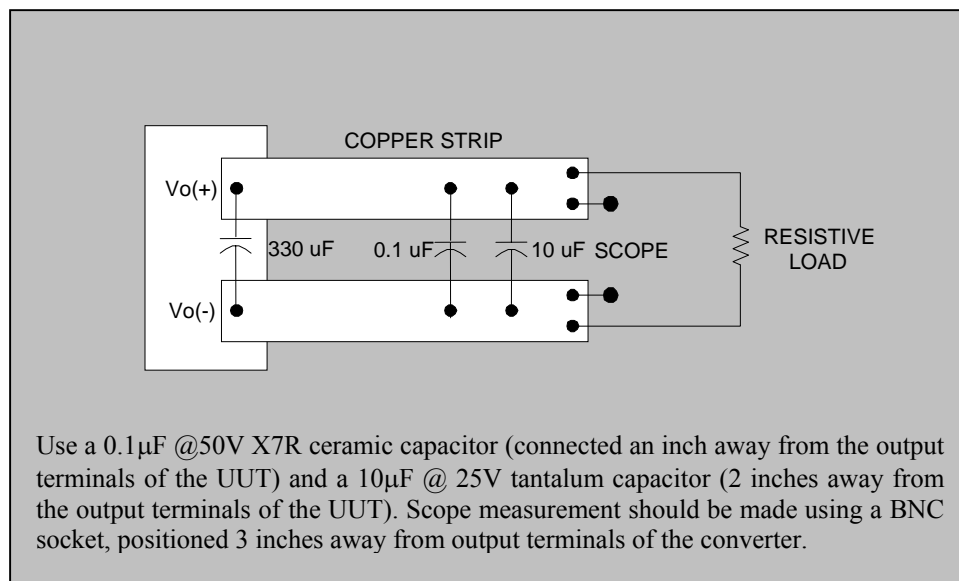 COPPER STRIP
Vo(+)
330 uF
0.1 uF
10 uF
SCOPE
RESISTIVE
LOAD
Vo(-)
Use a 0.1μF @50V X7R ceramic capacitor (connected an inch away from the output
terminals of the UUT) and a 10μF @ 25V tantalum capacitor (2 inches away from
the output terminals of the UUT). Scope measurement should be made using a BNC
socket, positioned 3 inches away from output terminals of the converter.